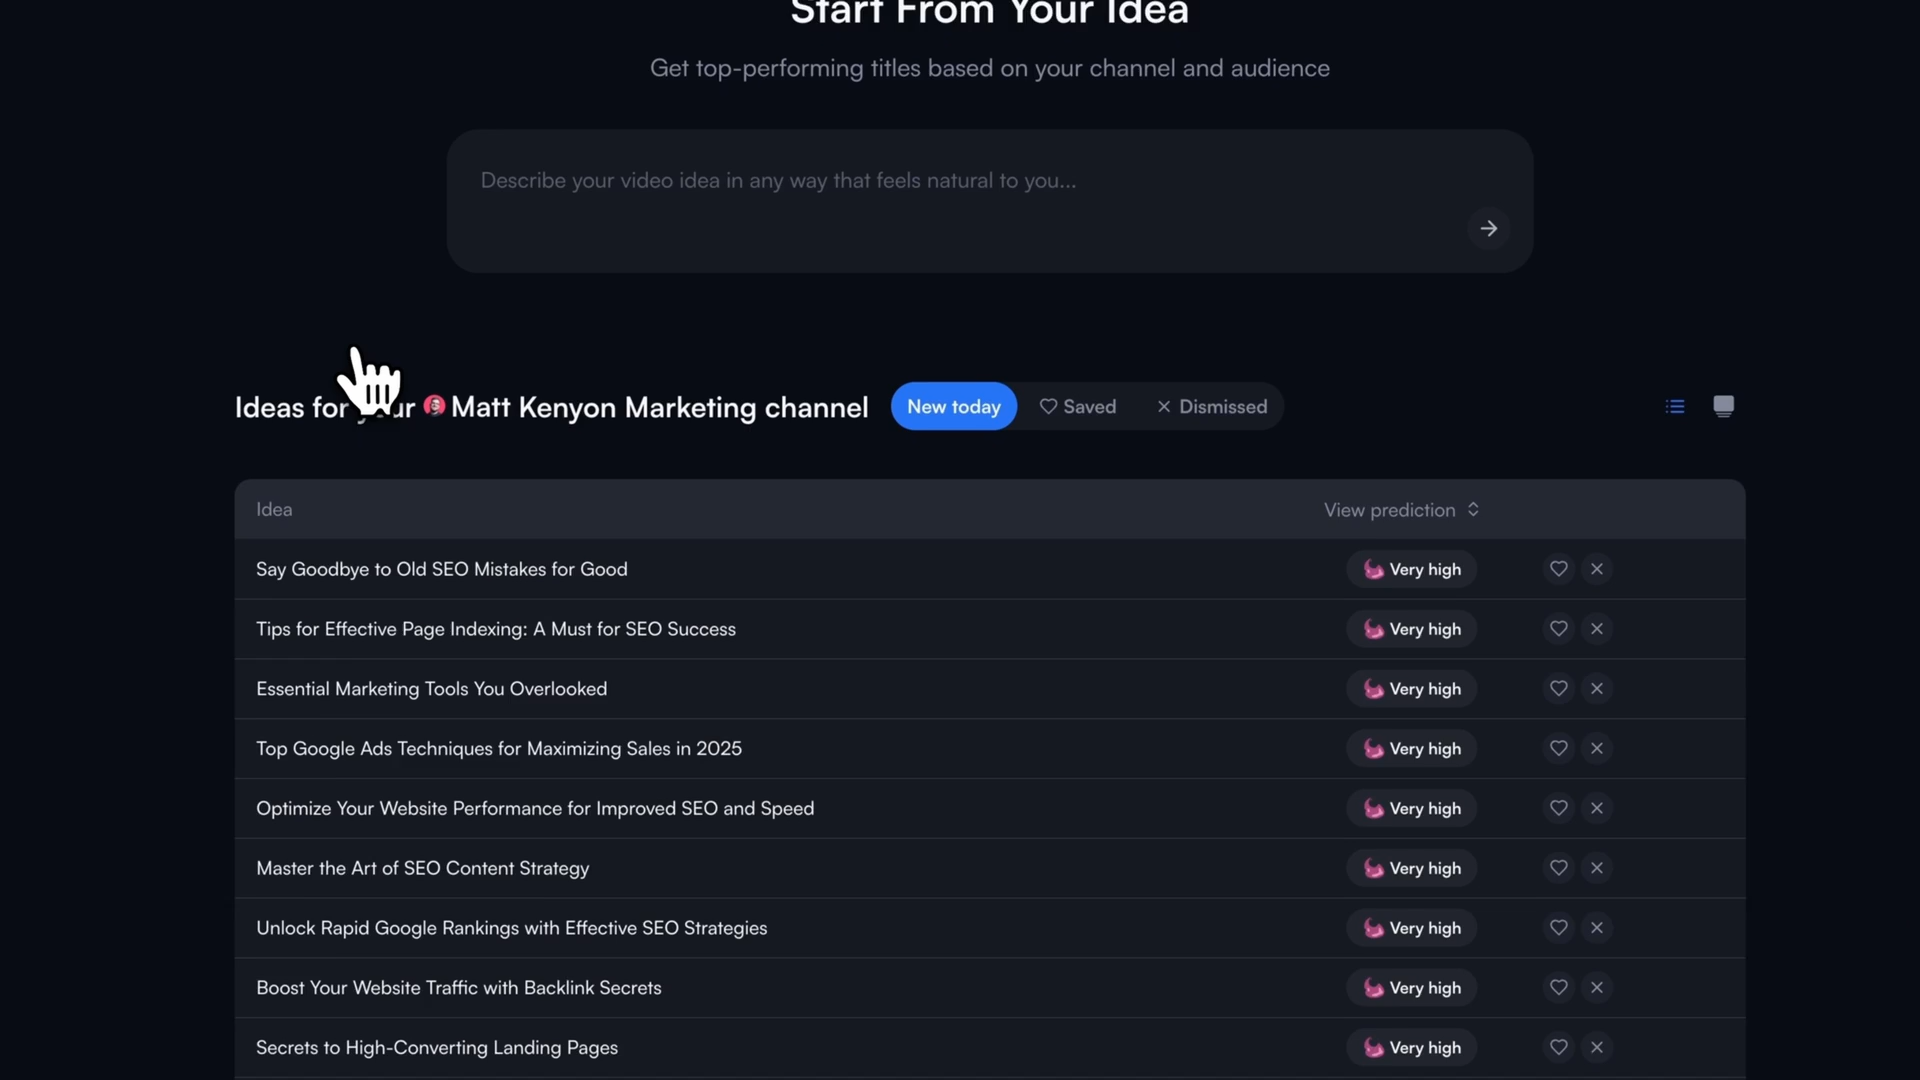 Start From Your Idea
Get top-performing titles based on your channel and audience
Describe your video idea in any way that feels natural to you...
Ideas for your Matt Kenyon Marketing channel New today Saved Dismissed
Idea View prediction
Say Goodbye to Old SEO Mistakes for Good Very high
Tips for Effective Page Indexing: A Must for SEO Success Very high
Essential Marketing Tools You Overlooked Very high
Top Google Ads Techniques for Maximizing Sales in 2025 Very high
Optimize Your Website Performance for Improved SEO and Speed Very high
Master the Art of SEO Content Strategy Very high
Unlock Rapid Google Rankings with Effective SEO Strategies Very high
Boost Your Website Traffic with Backlink Secrets Very high
Secrets to High-Converting Landing Pages Very high